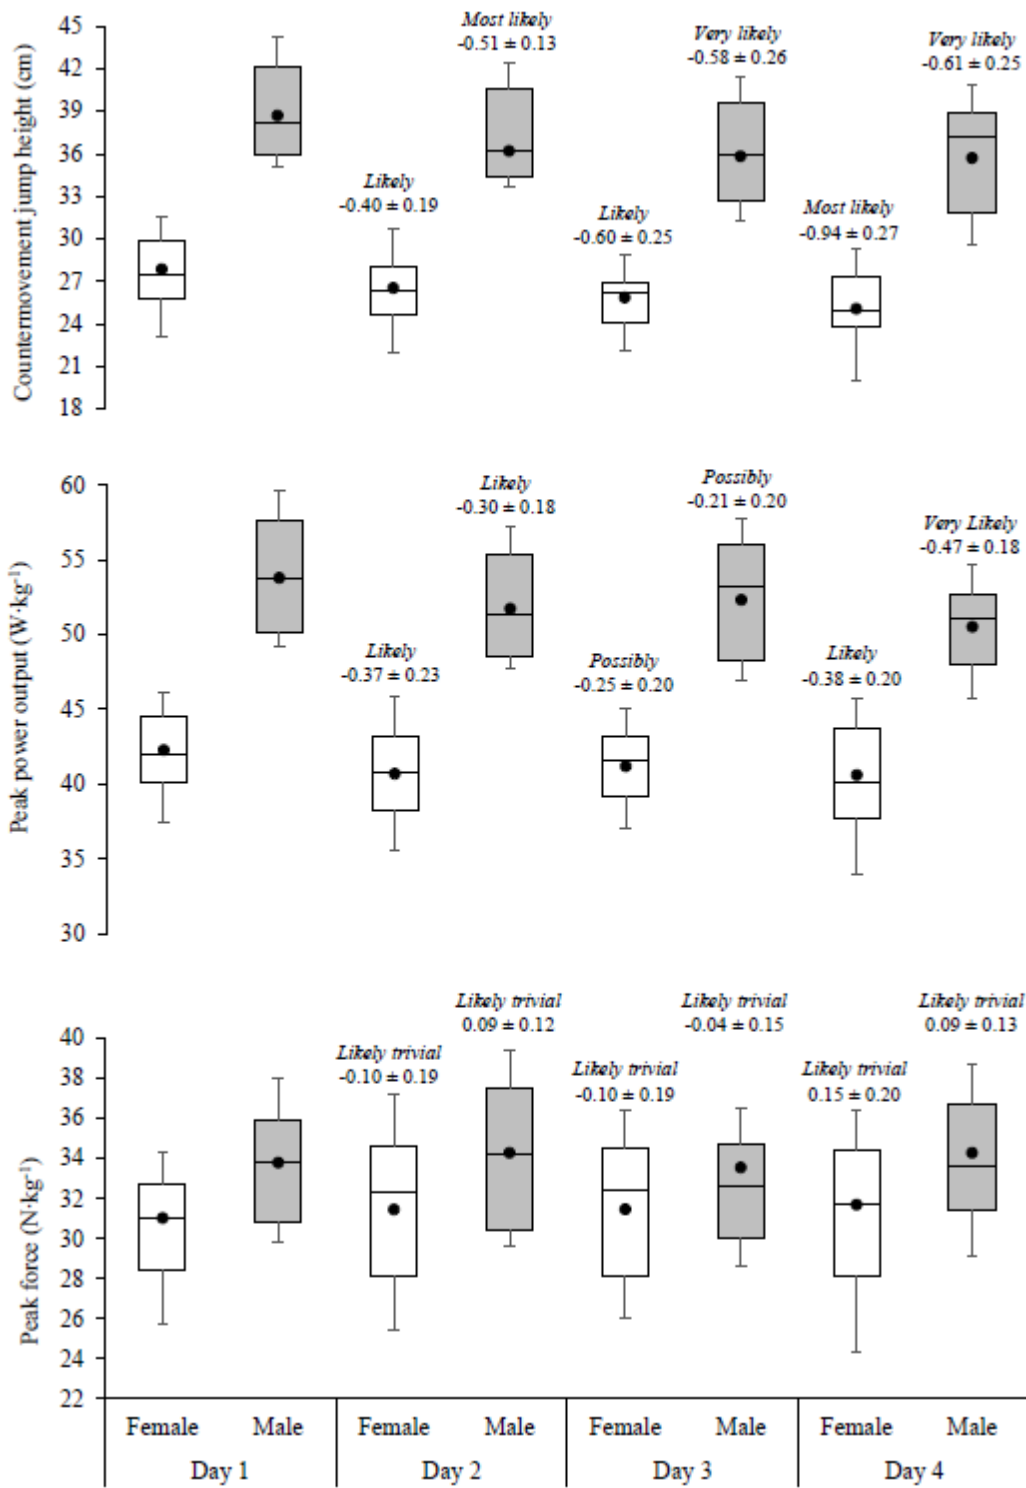 Countermovement jump height (cm)
45
42
39
36
33
30
27
24
21
18
Likely
-0.40 ± 0.19
Most likely
-0.51 ± 0.13
Likely
-0.60 ± 0.25
Very likely
-0.58 ± 0.26
Most likely
-0.94 ± 0.27
Very likely
-0.61 ± 0.25
Peak power output (W·kg⁻¹)
60
55
50
45
40
35
30
Likely
-0.37 ± 0.23
Likely
-0.30 ± 0.18
Possibly
-0.25 ± 0.20
Possibly
-0.21 ± 0.20
Likely
-0.38 ± 0.20
Very Likely
-0.47 ± 0.18
Peak force (N·kg⁻¹)
40
38
36
34
32
30
28
26
24
22
Likely trivial
-0.10 ± 0.19
Likely trivial
0.09 ± 0.12
Likely trivial
-0.10 ± 0.19
Likely trivial
-0.04 ± 0.15
Likely trivial
0.15 ± 0.20
Likely trivial
0.09 ± 0.13
Female Male Female Male Female Male Female Male
Day 1 Day 2 Day 3 Day 4